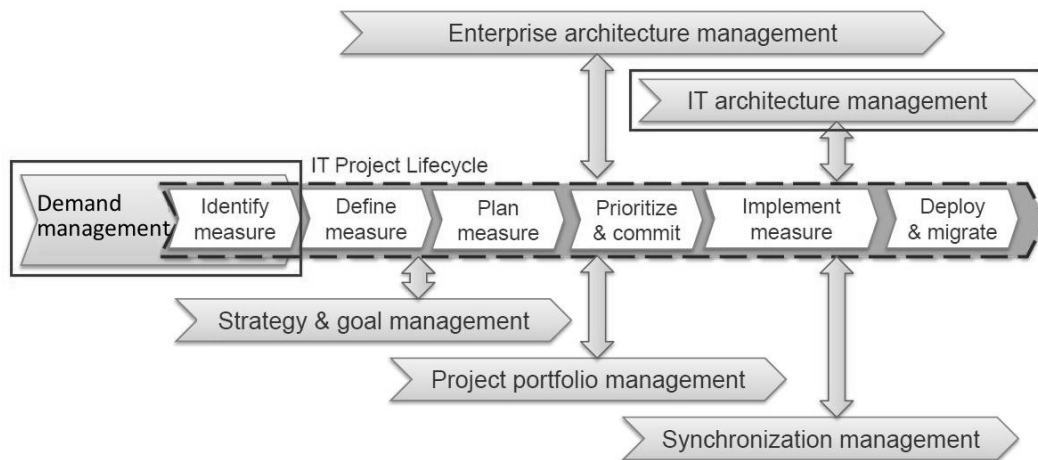 Enterprise architecture management
IT architecture management
IT Project Lifecycle
Demand
management
Identify
measure
Define
measure
Plan
measure
Prioritize
& commit
Implement
measure
Deploy
& migrate
Strategy & goal management
Project portfolio management
Synchronization management